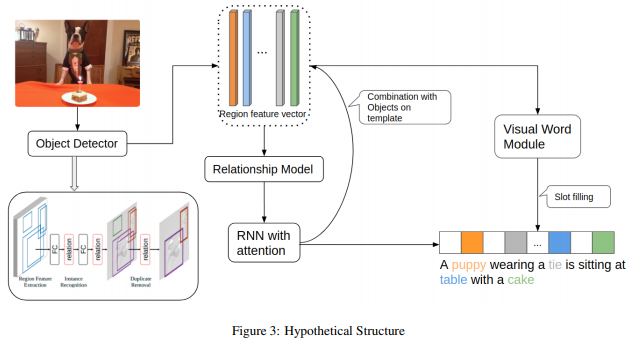 Object Detector
Region Feature
Extraction
FC
relation
FC
relation
Instance
Recognition
relation
Duplicate
Removal
...
Region feature vector
Relationship Model
RNN with
attention
Combination with
Objects on
template
Visual Word
Module
Slot filling
...
A puppy wearing a tie is sitting at
table with a cake
Figure 3: Hypothetical Structure